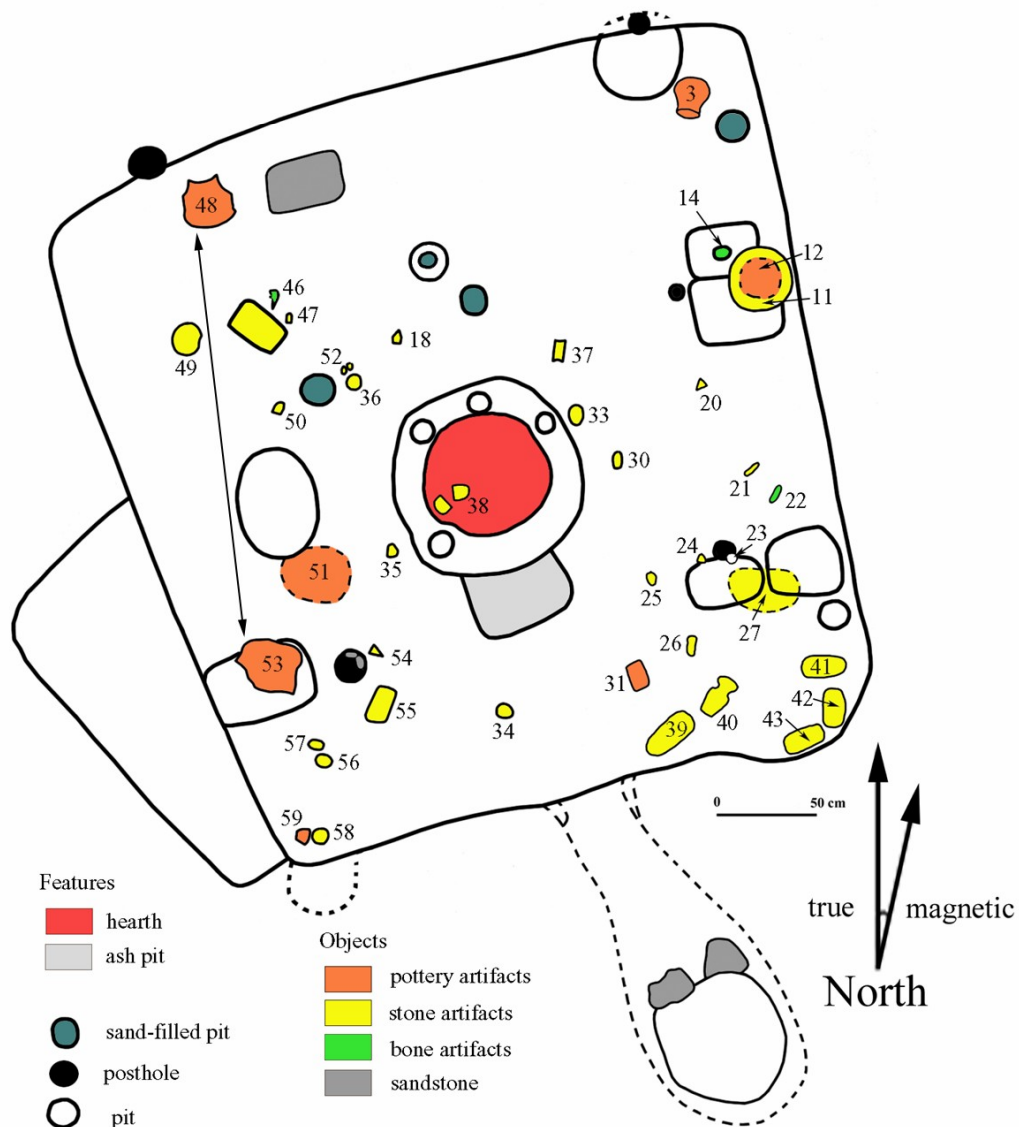 3
14
12
11
48
46
47
49
18
52
36
50
37
33
20
30
38
21
22
35
51
24
23
25
27
26
53
54
31
41
55
34
40
42
39
43
57
56
0 50 cm
59
58
Features
hearth
ash pit
sand-filled pit
posthole
pit
Objects
pottery artifacts
stone artifacts
bone artifacts
sandstone
true
magnetic
North